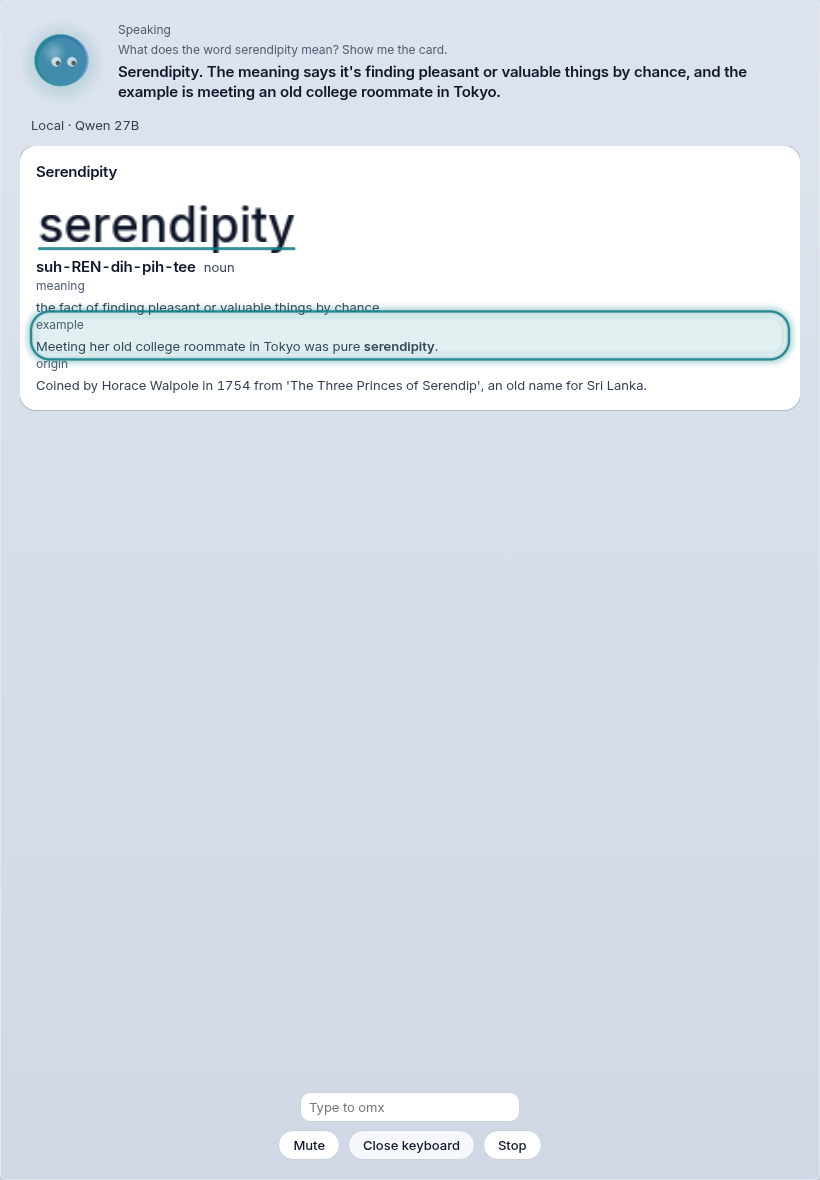 Speaking
What does the word serendipity mean? Show me the card.
Serendipity. The meaning says it's finding pleasant or valuable things by chance, and the
example is meeting an old college roommate in Tokyo.
Local · Qwen 27B
Serendipity
serendipity
suh-REN-dih-pih-tee noun
meaning
the fact of finding pleasant or valuable things by chance
example
Meeting her old college roommate in Tokyo was pure serendipity.
origin
Coined by Horace Walpole in 1754 from 'The Three Princes of Serendip', an old name for Sri Lanka.
Type to omx
Mute Close keyboard Stop